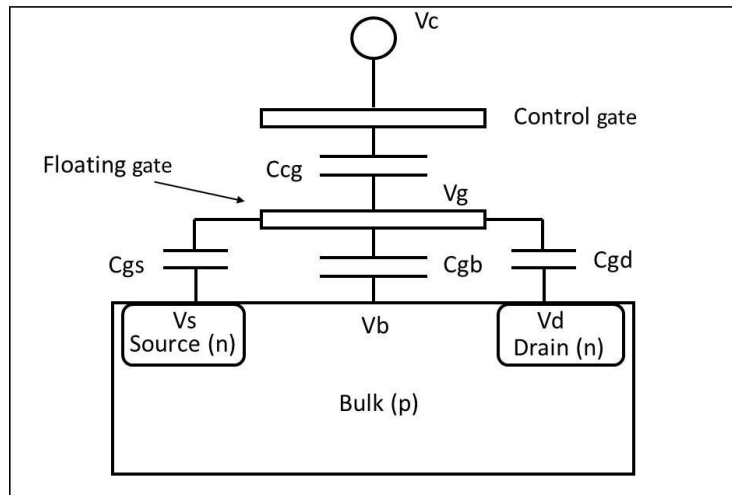 Vc
Control gate
Floating gate
Ccg
Vg
Cgs
Cgb
Cgd
Vs
Source (n)
Vb
Vd
Drain (n)
Bulk (p)